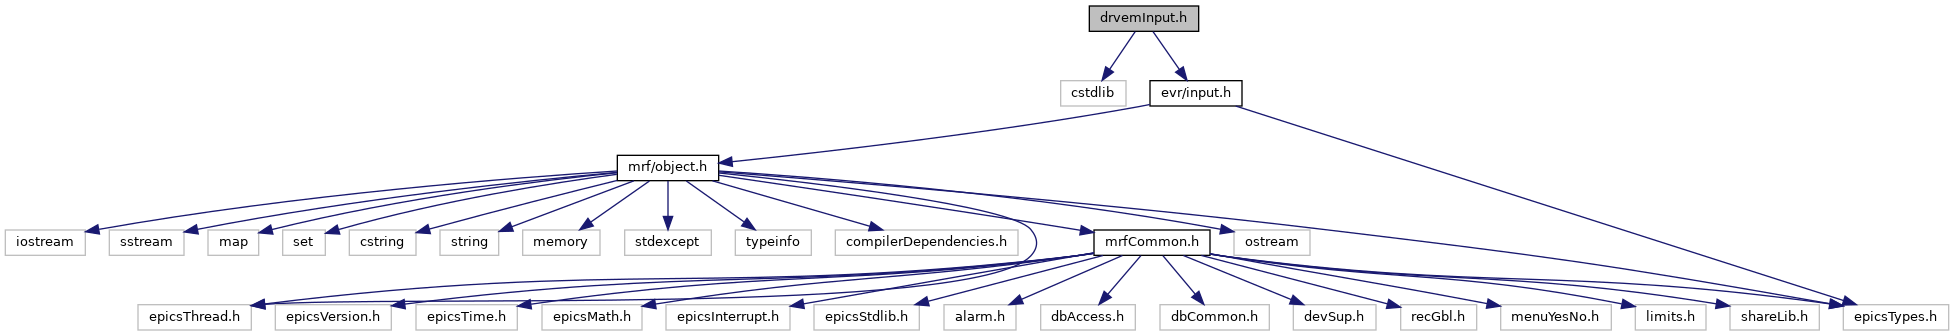 drvemInput.h
cstdlib
evr/input.h
mrf/object.h
iostream
sstream
map
set
cstring
string
memory
stdexcept
typeinfo
compilerDependencies.h
mrfCommon.h
ostream
epicsThread.h
epicsVersion.h
epicsTime.h
epicsMath.h
epicsInterrupt.h
epicsStdlib.h
alarm.h
dbAccess.h
dbCommon.h
devSup.h
recGbl.h
menuYesNo.h
limits.h
shareLib.h
epicsTypes.h